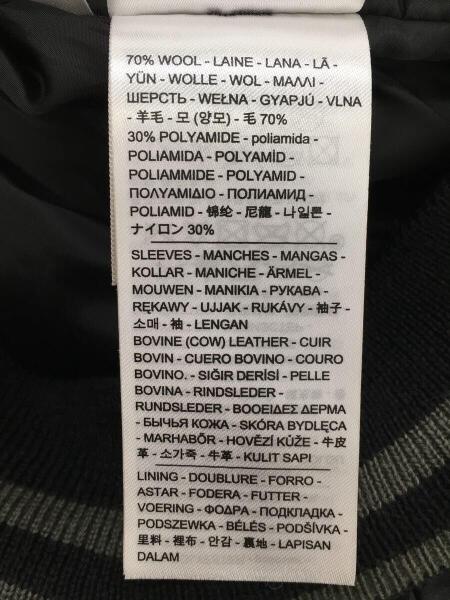 70% WOOL - LAINE - LANA - LÃ -
YÜN - WOLLE - WOL - ΜΑΛΛΙ -
ШЕРСТЬ - WEŁNA - GYAPJÚ - VLNA
- 羊毛 - 모 (양모) - 毛 70%
30% POLYAMIDE - poliamida -
POLIAMIDA - POLYAMİD -
POLIAMMIDE - POLYAMID -
ΠΟΛΥΑΜΙΔΙΟ - ПОЛИАМИД -
POLIAMID - 锦纶 - 尼龍 - 나일론 -
ナイロン 30%
SLEEVES - MANCHES - MANGAS -
KOLLAR - MANICHE - ÄRMEL -
MOUWEN - MANIKIA - РУКАВА -
RĘKAWY - UJJAK - RUKÁVY - 袖子 -
소매 - 袖 - LENGAN
BOVINE (COW) LEATHER - CUIR
BOVIN - CUERO BOVINO - COURO
BOVINO. - SIĞIR DERİSİ - PELLE
BOVINA - RINDSLEDER -
RUNDSLEDER - ΒΟΟΕΙΔΕΣ ΔΕΡΜΑ
- БЫЧЬЯ КОЖА - SKÓRA BYDLĘCA
- MARHABŐR - HOVĚZÍ KŮŽE - 牛皮
革 - 소가죽 - 牛革 - KULIT SAPI
LINING - DOUBLURE - FORRO -
ASTAR - FODERA - FUTTER -
VOERING - ΦΟΔΡΑ - ПОДКЛАДКА -
PODSZEWKA - BÉLÉS - PODŠÍVKA -
里料 - 裡布 - 안감 - 裏地 - LAPISAN
DALAM